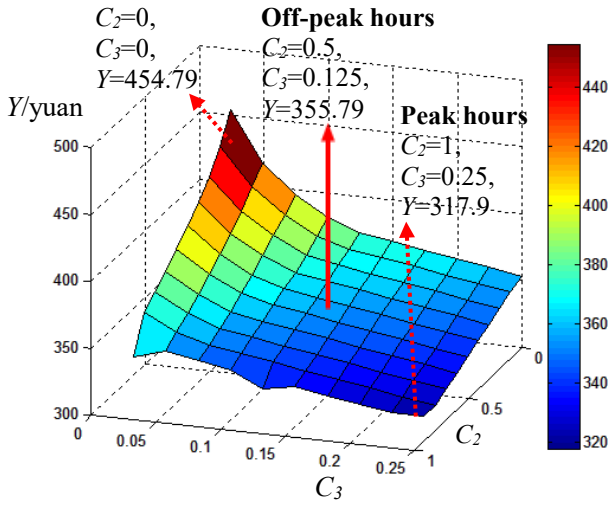 C₂=0,
C₃=0,
Y=454.79
Off-peak hours
C₂=0.5,
C₃=0.125,
Y=355.79
Peak hours
C₂=1,
C₃=0.25,
Y=317.9
Y/yuan
500
450
400
350
300
0
0.05
0.1
0.15
0.2
0.25
C₃
0
0.5
1
C₂
440
420
400
380
360
340
320